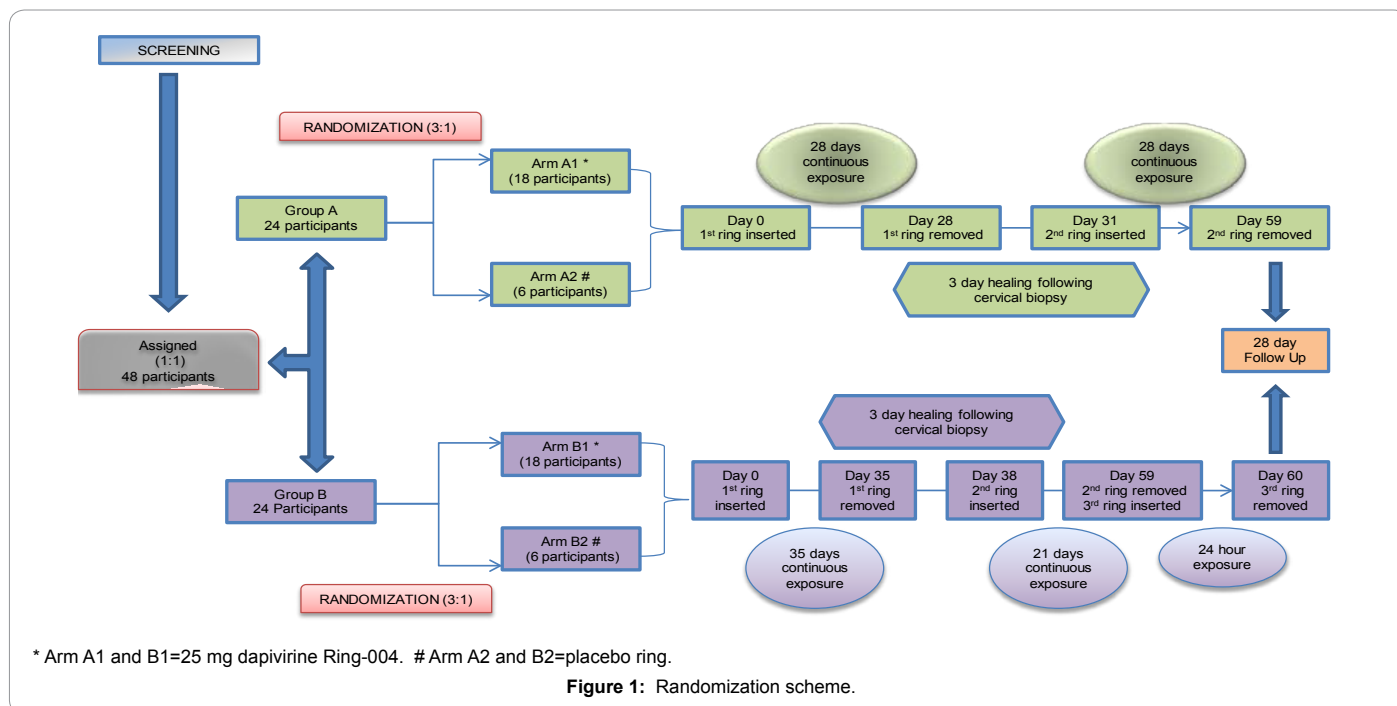 SCREENING
RANDOMIZATION (3:1)
Arm A1 *
(18 participants)
28 days
continuous
exposure
28 days
continuous
exposure
Group A
24 participants
Day 0
1st ring inserted
Day 28
1st ring removed
Day 31
2nd ring inserted
Day 59
2nd ring removed
Arm A2 #
(6 participants)
3 day healing following
cervical biopsy
Assigned
(1:1)
48 participants
28 day
Follow Up
3 day healing following
cervical biopsy
Arm B1 *
(18 participants)
Group B
24 Participants
Day 0
1st ring
inserted
Day 35
1st ring
removed
Day 38
2nd ring
inserted
Day 59
2nd ring removed
3rd ring inserted
Day 60
3rd ring
removed
Arm B2 #
(6 participants)
35 days
continuous
exposure
21 days
continuous
exposure
24 hour
exposure
RANDOMIZATION (3:1)
* Arm A1 and B1=25 mg dapivirine Ring-004. # Arm A2 and B2=placebo ring.
Figure 1: Randomization scheme.